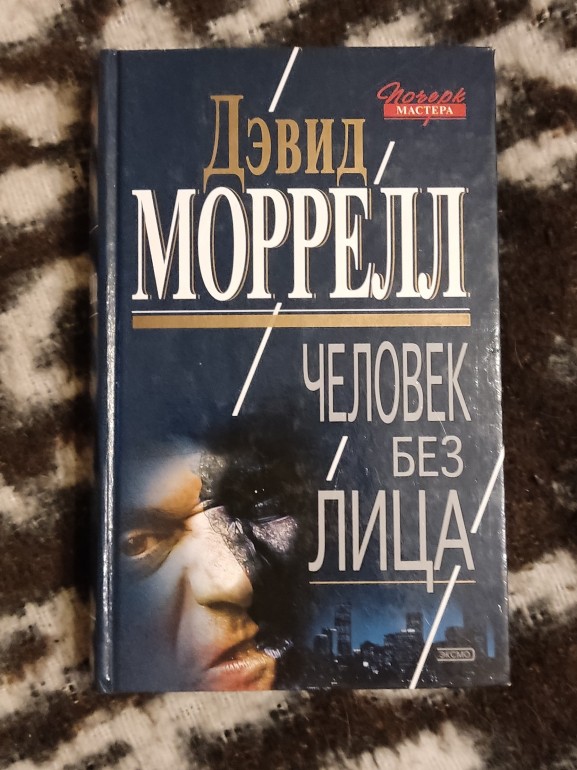 Почерк
МАСТЕРА
ДЭВИД
МОРРЕЛЛ
ЧЕЛОВЕК
БЕЗ
ЛИЦА
ЭКСМО